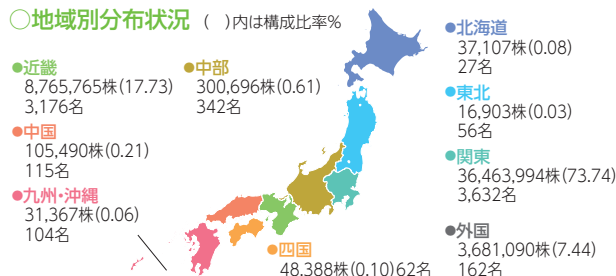 ○地域別分布状況 ( )内は構成比率%
●近畿
8,765,765株(17.73)
3,176名
●中部
300,696株(0.61)
342名
●中国
105,490株(0.21)
115名
●九州・沖縄
31,367株(0.06)
104名
●四国
48,388株(0.10)62名
●北海道
37,107株(0.08)
27名
●東北
16,903株(0.03)
56名
●関東
36,463,994株(73.74)
3,632名
●外国
3,681,090株(7.44)
162名